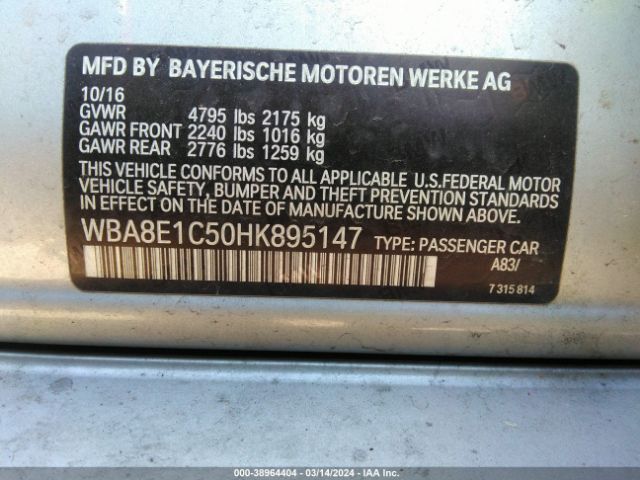 MFD BY BAYERISCHE MOTOREN WERKE AG
10/16
GVWR 4795 lbs 2175 kg
GAWR FRONT 2240 lbs 1016 kg
GAWR REAR 2776 lbs 1259 kg
THIS VEHICLE CONFORMS TO ALL APPLICABLE U.S.FEDERAL MOTOR
VEHICLE SAFETY, BUMPER AND THEFT PREVENTION STANDARDS
IN EFFECT ON THE DATE OF MANUFACTURE SHOWN ABOVE.
WBA8E1C50HK895147 TYPE: PASSENGER CAR
A83/
7 315 814
000-38964404 - 03/14/2024 - IAA Inc.